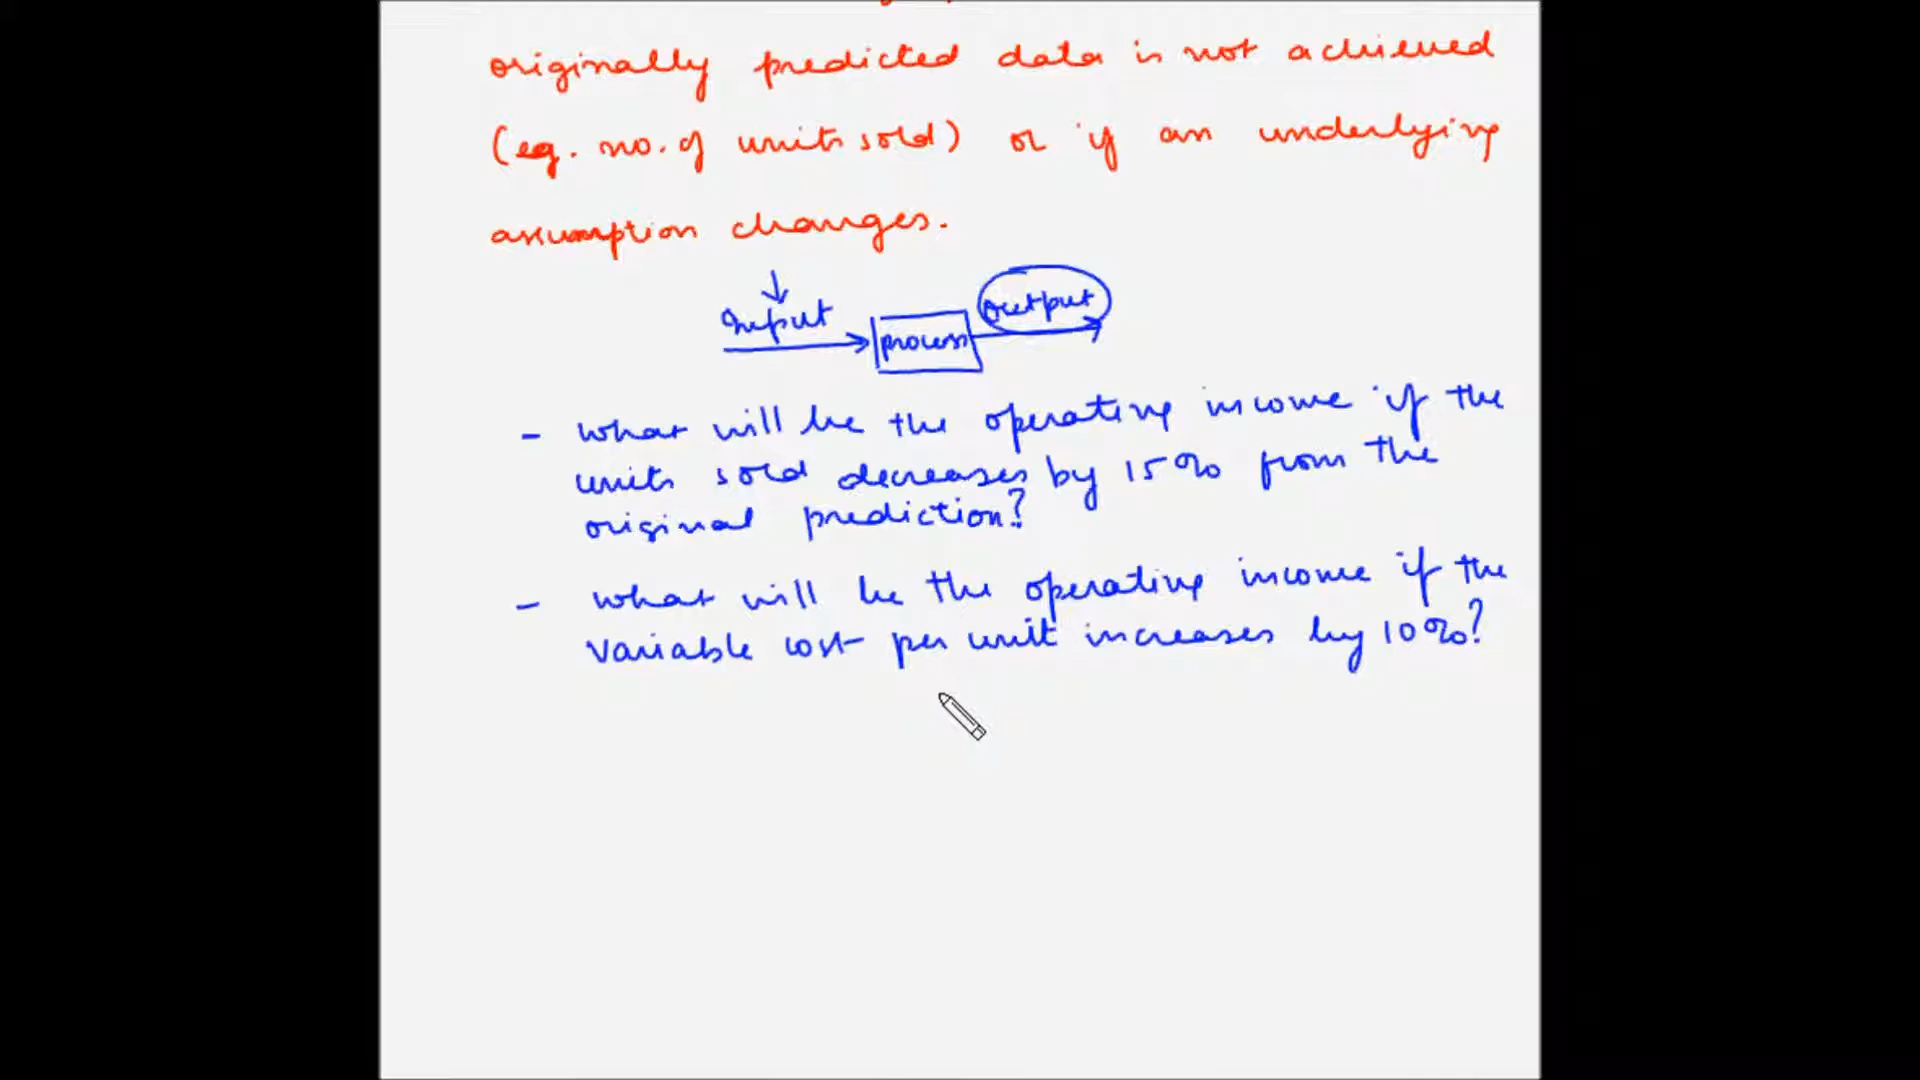 originally predicted data is not achieved
(eg. no. of units sold) or if an underlying
assumption changes.
Input process output
- what will be the operating income if the
units sold decreases by 15% from the
original prediction?
- what will be the operating income if the
variable cost per unit increases by 10%?